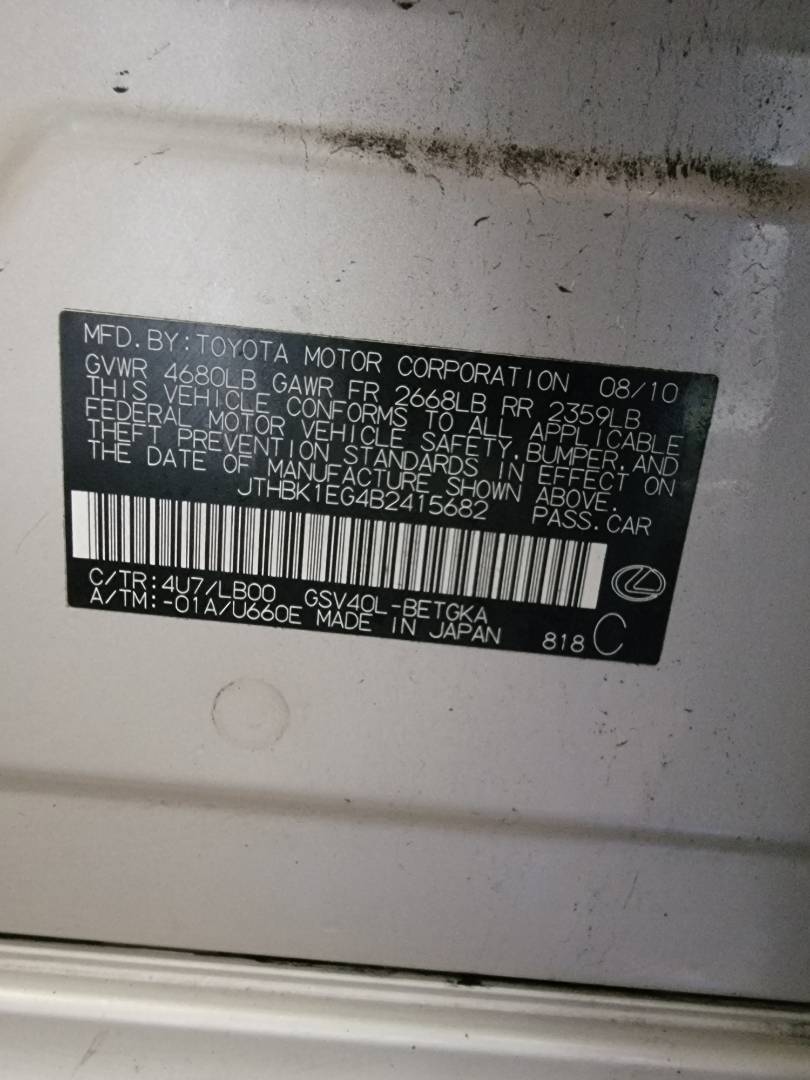 MFD.BY:TOYOTA MOTOR CORPORATION 08/10
GVWR 4680LB GAWR FR 2668LB RR 2359LB
THIS VEHICLE CONFORMS TO ALL APPLICABLE
FEDERAL MOTOR VEHICLE SAFETY,BUMPER,AND
THEFT PREVENTION STANDARDS IN EFFECT ON
THE DATE OF MANUFACTURE SHOWN ABOVE.
JTHBK1EG4B2415682 PASS.CAR
C/TR:4U7/LB00 GSV40L-BETGKA
A/TM:-01A/U660E MADE IN JAPAN 818 C